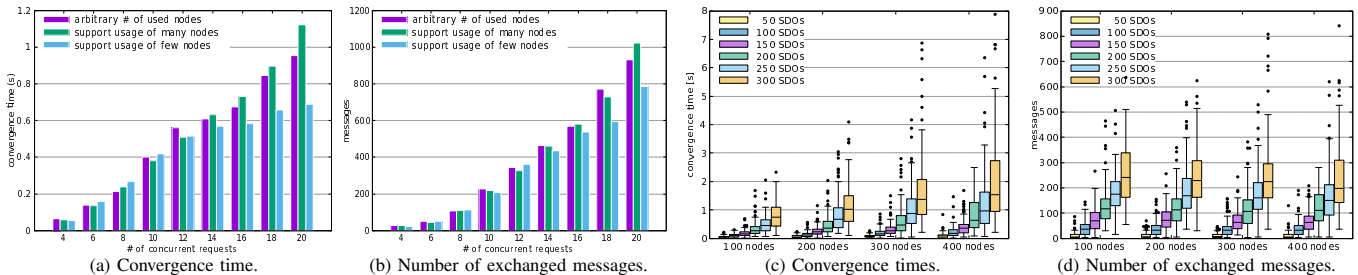 arbitrary # of used nodes
support usage of many nodes
support usage of few nodes
convergence time (s)
1.2
1
0.8
0.6
0.4
0.2
0
4 6 8 10 12 14 16 18 20
# of concurrent requests
(a) Convergence time.
arbitrary # of used nodes
support usage of many nodes
support usage of few nodes
messages
1200
1000
800
600
400
200
0
4 6 8 10 12 14 16 18 20
# of concurrent requests
(b) Number of exchanged messages.
50 SDOs
100 SDOs
150 SDOs
200 SDOs
250 SDOs
300 SDOs
convergence time [s]
8
7
6
5
4
3
2
1
0
100 nodes 200 nodes 300 nodes 400 nodes
(c) Convergence times.
50 SDOs
100 SDOs
150 SDOs
200 SDOs
250 SDOs
300 SDOs
messages
900
800
700
600
500
400
300
200
100
0
100 nodes 200 nodes 300 nodes 400 nodes
(d) Number of exchanged messages.